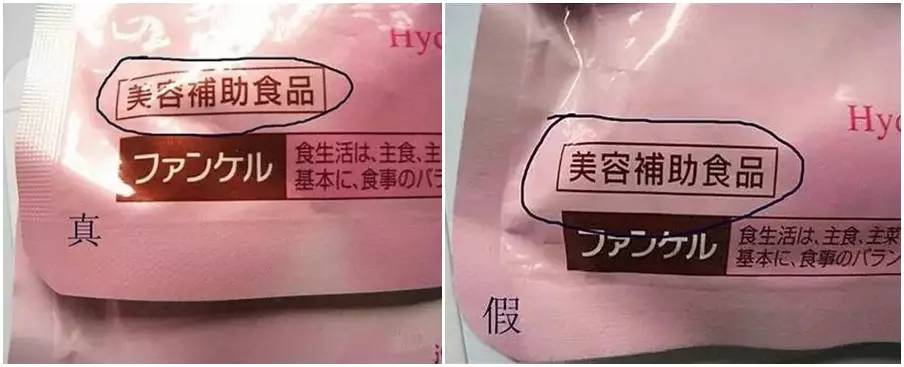 Hyd
美容補助食品
ファンケル
食生活は、主食、主
基本に、食事のバラ
真
Hyd
美容補助食品
ファンケル
食生活は、主食、主菜
基本に、食事のバラン
假